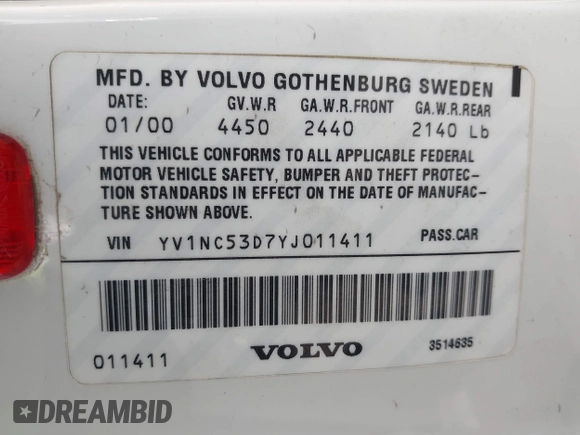 MFD. BY VOLVO GOTHENBURG SWEDEN
DATE: GV.W.R GA.W.R.FRONT GA.W.R.REAR
01/00 4450 2440 2140 Lb
THIS VEHICLE CONFORMS TO ALL APPLICABLE FEDERAL
MOTOR VEHICLE SAFETY, BUMPER AND THEFT PROTEC-
TION STANDARDS IN EFFECT ON THE DATE OF MANUFAC-
TURE SHOWN ABOVE.
VIN YV1NC53D7YJ011411 PASS.CAR
011411 VOLVO 3514635
DREAMBID